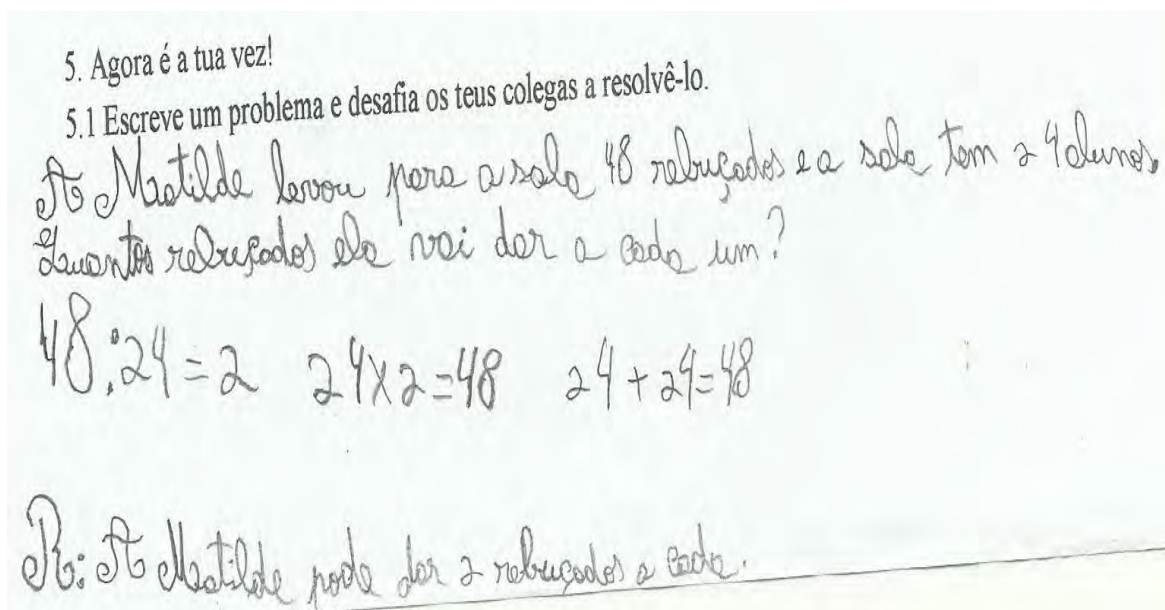 5. Agora é a tua vez!
5.1 Escreve um problema e desafia os teus colegas a resolvê-lo.
A Matilde levou para a sala 48 rebuçados e a sala tem 24 alunos.
Quantos rebuçados ela vai dar a cada um?
48:24=2 24x2=48 24+24=48
R: A Matilde pode dar 2 rebuçados a cada.